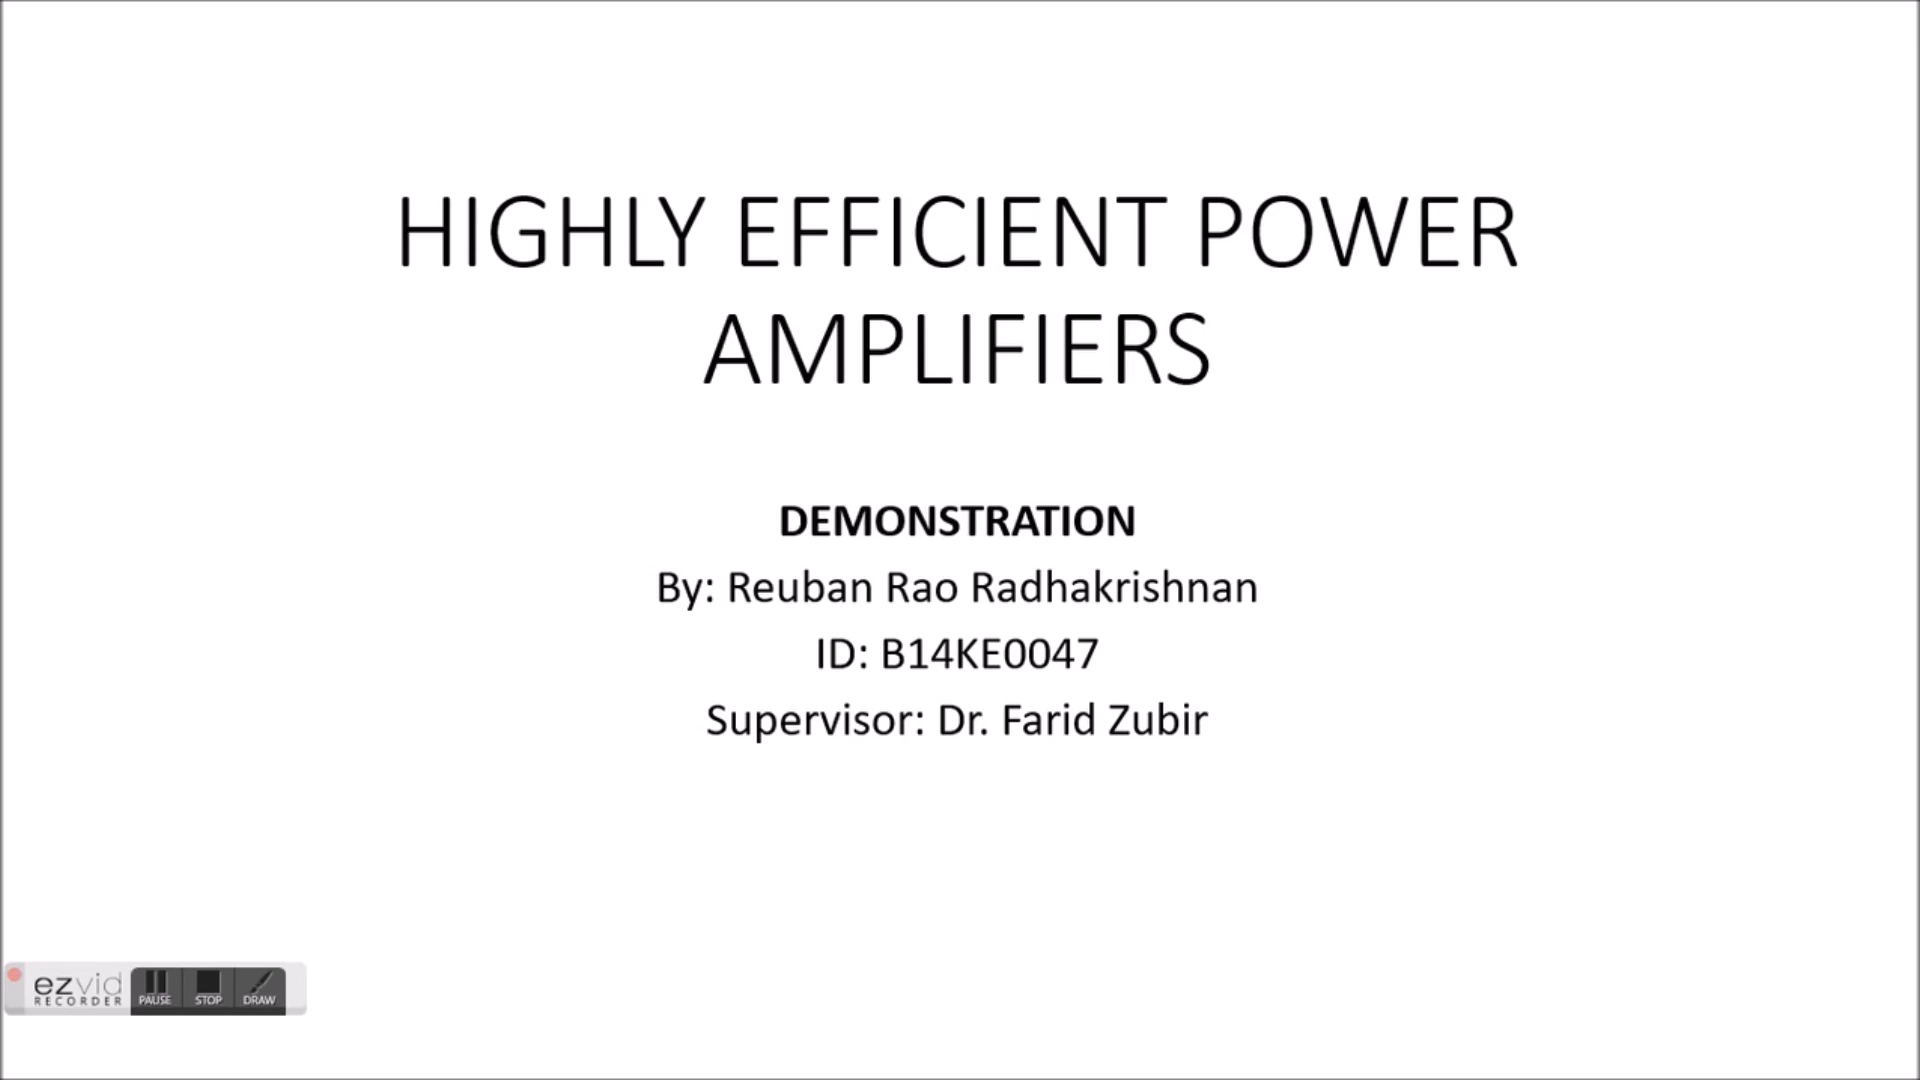 HIGHLY EFFICIENT POWER
AMPLIFIERS
DEMONSTRATION
By: Reuban Rao Radhakrishnan
ID: B14KE0047
Supervisor: Dr. Farid Zubir
ezvid
RECORDER
PAUSE
STOP
DRAW